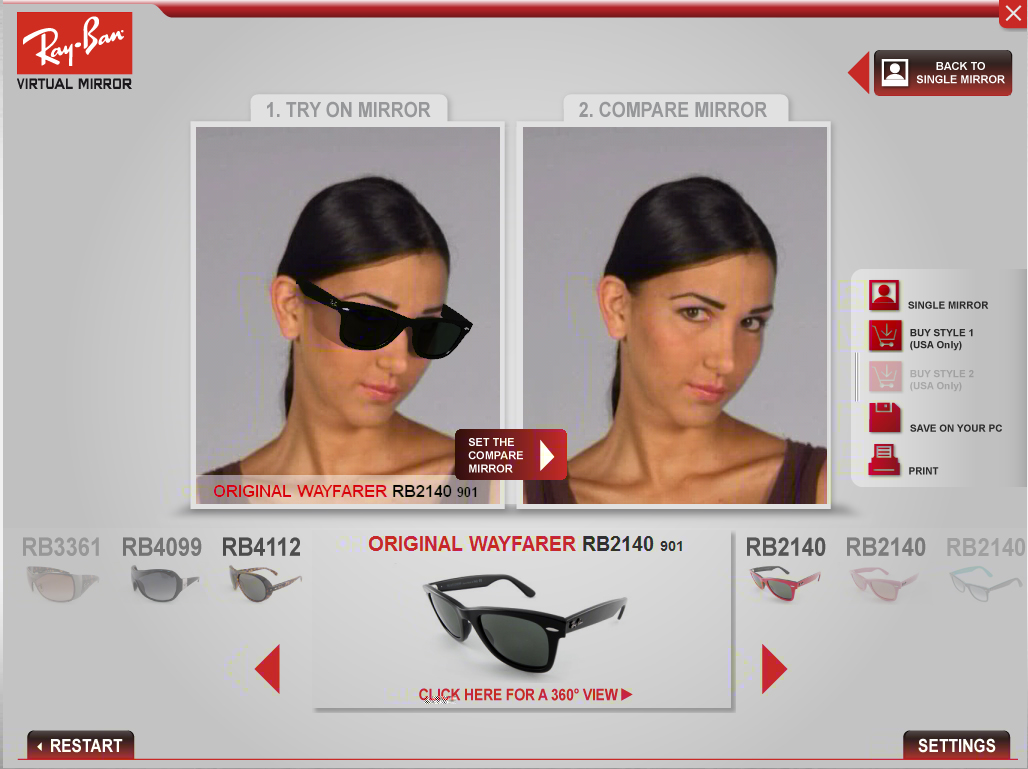 Ray-Ban
VIRTUAL MIRROR
BACK TO
SINGLE MIRROR
1. TRY ON MIRROR
2. COMPARE MIRROR
SINGLE MIRROR
BUY STYLE 1
(USA Only)
BUY STYLE 2
(USA Only)
SAVE ON YOUR PC
PRINT
SET THE
COMPARE
MIRROR
ORIGINAL WAYFARER RB2140 901
RB3361
RB4099
RB4112
ORIGINAL WAYFARER RB2140 901
RB2140
RB2140
RB2140
CLICK HERE FOR A 360° VIEW
RESTART
SETTINGS